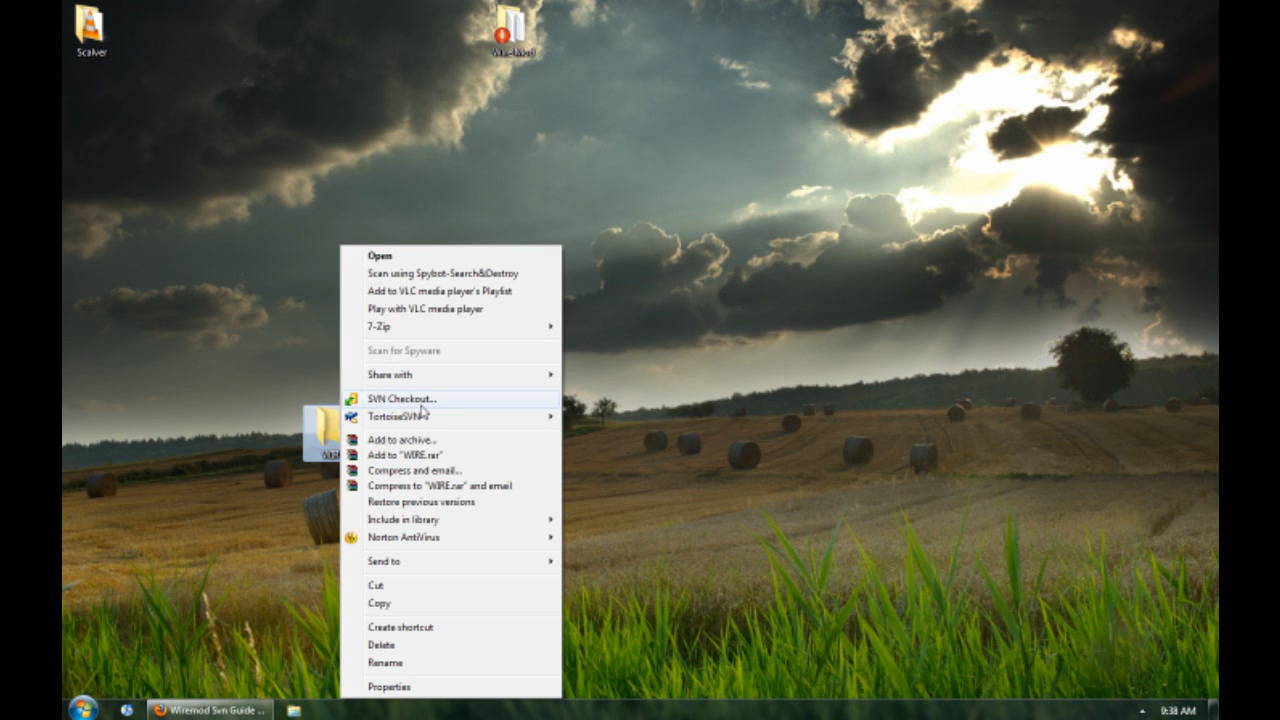 Scalver
Open
Scan using Spybot-Search&Destroy
Add to VLC media player's Playlist
Play with VLC media player
7-Zip
Scan for Spyware
Share with
SVN Checkout...
TortoiseSVN
Add to archive...
Add to "WIRE.rar"
Compress and email...
Compress to "WIRE.rar" and email
Restore previous versions
Include in library
Norton AntiVirus
Send to
Cut
Copy
Create shortcut
Delete
Rename
Properties
Wiremod Svn Guide ...
9:38 AM